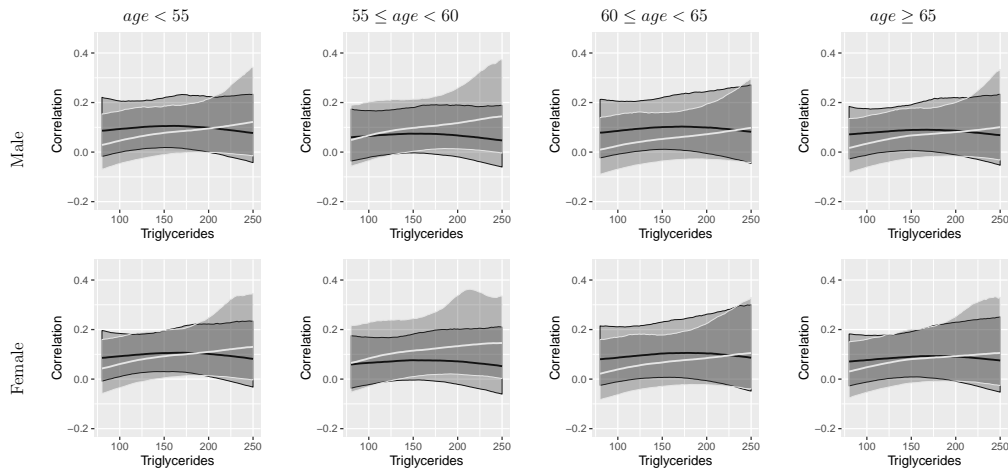 age < 55 55 ≤ age < 60 60 ≤ age < 65 age ≥ 65
Male
Correlation Correlation Correlation Correlation
0.4 0.4 0.4 0.4
0.2 0.2 0.2 0.2
0.0 0.0 0.0 0.0
−0.2 −0.2 −0.2 −0.2
100 150 200 250 100 150 200 250 100 150 200 250 100 150 200 250
Triglycerides Triglycerides Triglycerides Triglycerides
Female
Correlation Correlation Correlation Correlation
0.4 0.4 0.4 0.4
0.2 0.2 0.2 0.2
0.0 0.0 0.0 0.0
−0.2 −0.2 −0.2 −0.2
100 150 200 250 100 150 200 250 100 150 200 250 100 150 200 250
Triglycerides Triglycerides Triglycerides Triglycerides